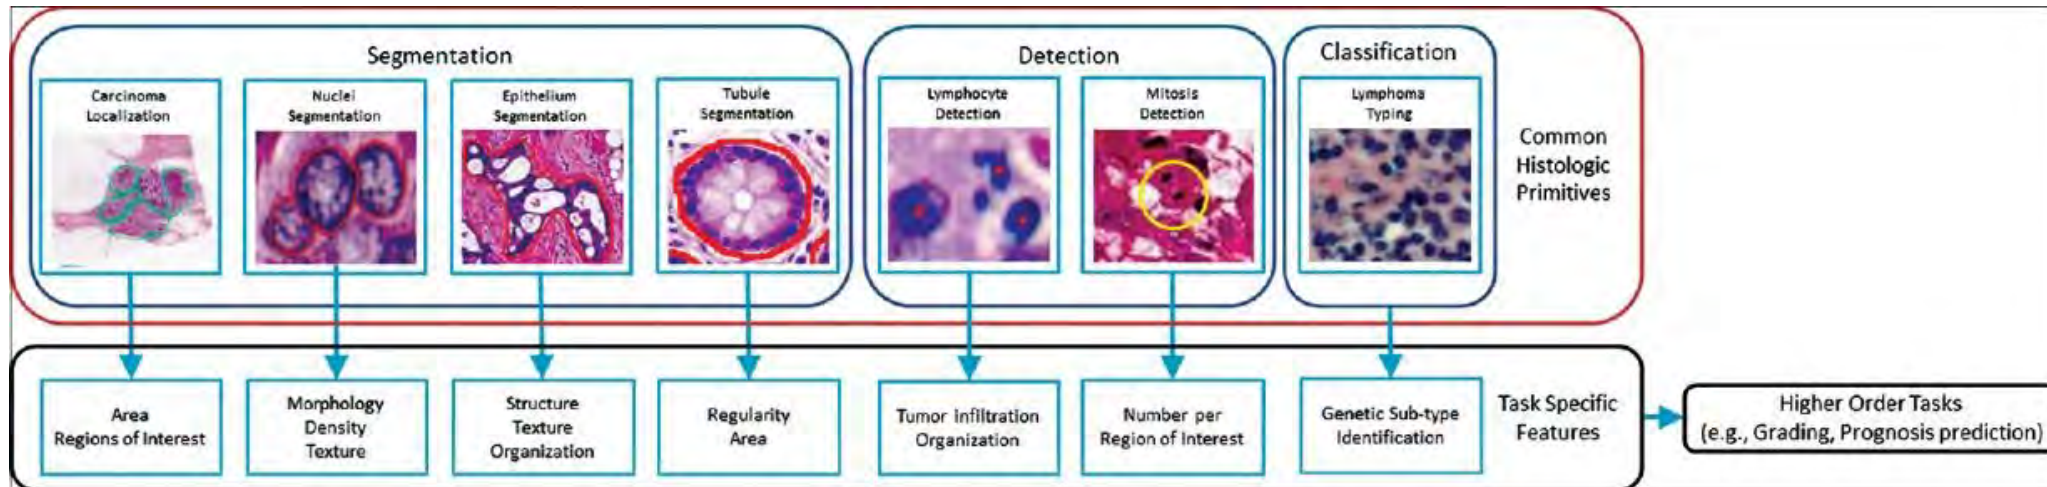 Segmentation
Carcinoma
Localization
Nuclei
Segmentation
Epithelium
Segmentation
Tubule
Segmentation
Detection
Lymphocyte
Detection
Mitosis
Detection
Classification
Lymphoma
Typing
Common
Histologic
Primitives
Area
Regions of Interest
Morphology
Density
Texture
Structure
Texture
Organization
Regularity
Area
Tumor infiltration
Organization
Number per
Region of Interest
Genetic Sub-type
Identification
Task Specific
Features
Higher Order Tasks
(e.g., Grading, Prognosis prediction)